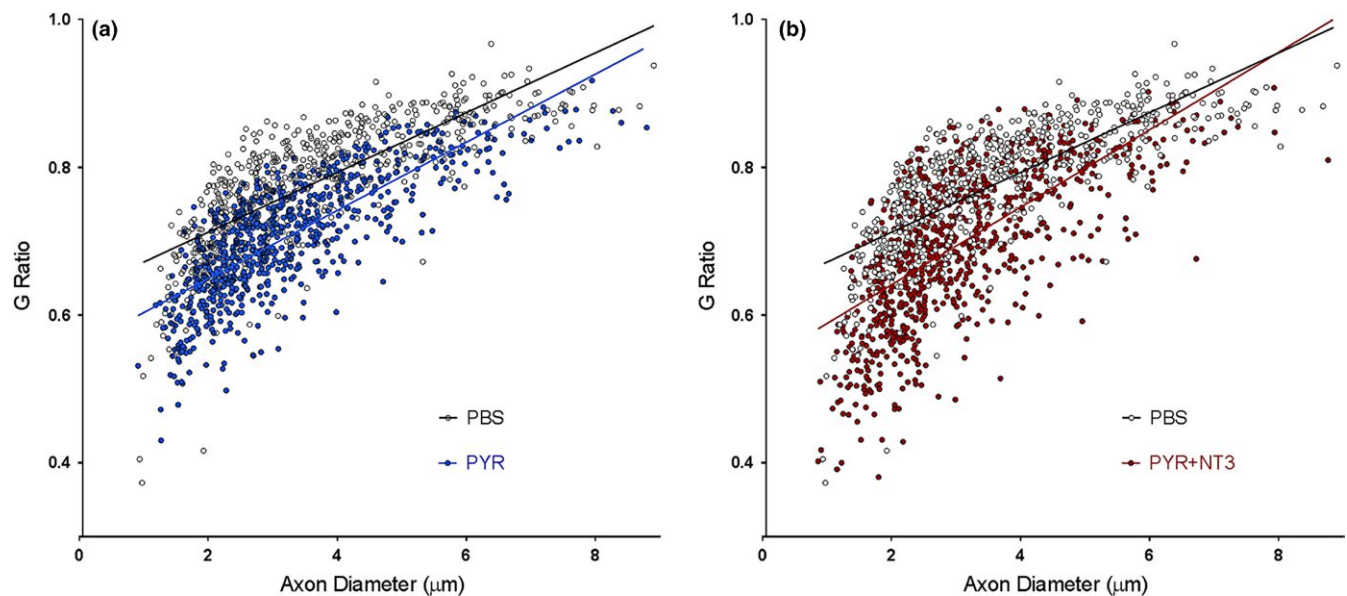 (a)
1.0
0.8
0.6
0.4
G Ratio
0
2
4
6
8
Axon Diameter (μm)
PBS
PYR
(b)
1.0
0.8
0.6
0.4
G Ratio
0
2
4
6
8
Axon Diameter (μm)
PBS
PYR+NT3